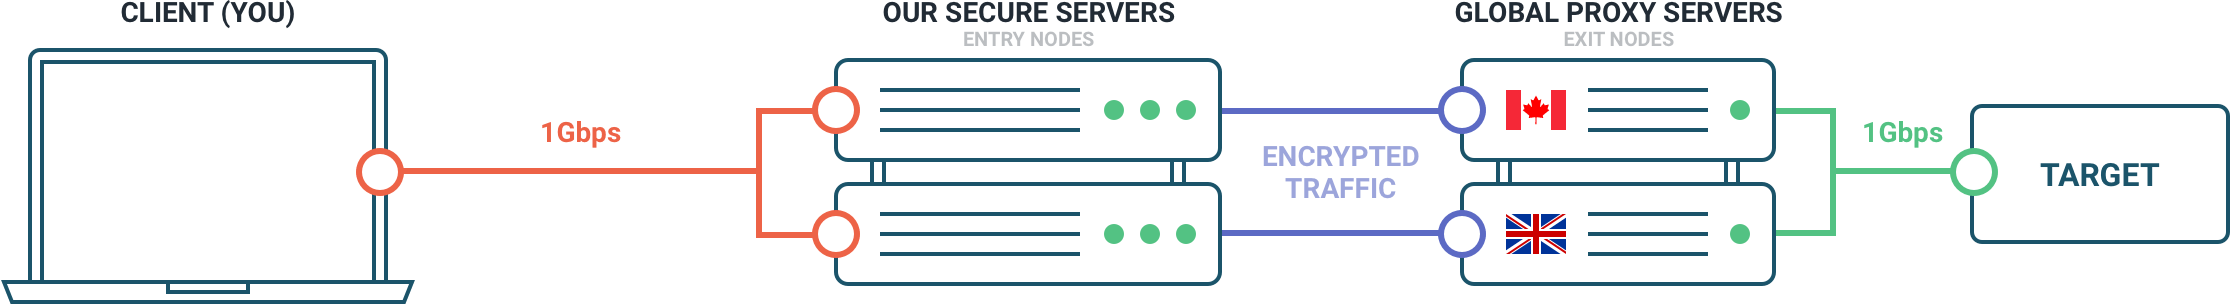 CLIENT (YOU)
OUR SECURE SERVERS
ENTRY NODES
GLOBAL PROXY SERVERS
EXIT NODES
1Gbps
ENCRYPTED
TRAFFIC
1Gbps
TARGET